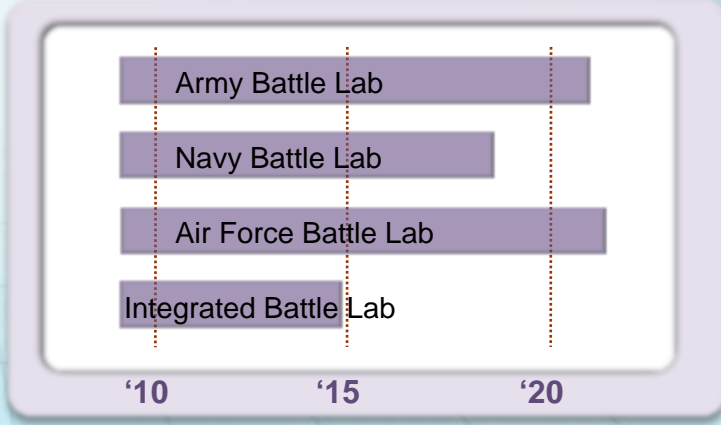 Army Battle Lab
Navy Battle Lab
Air Force Battle Lab
Integrated Battle Lab
‘10 ‘15 ‘20